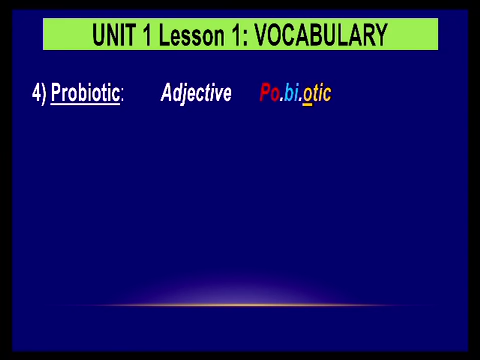 UNIT 1 Lesson 1: VOCABULARY
4) Probiotic: Adjective Po.bi.otic